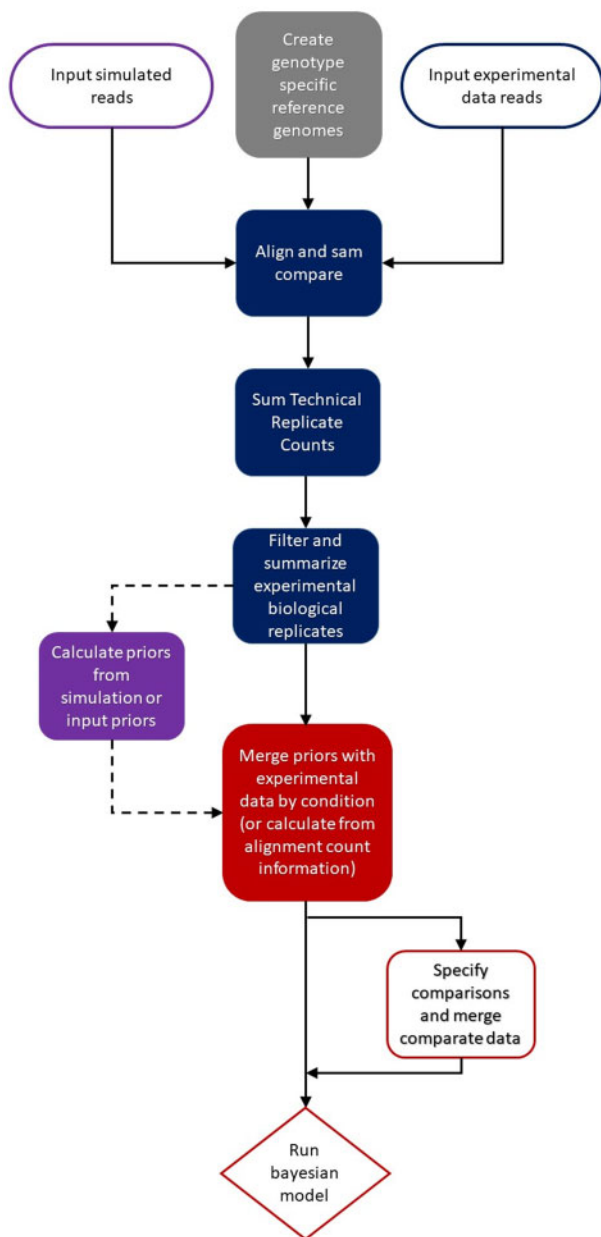 Input simulated
reads
Create
genotype
specific
reference
genomes
Input experimental
data reads
Align and sam
compare
Sum Technical
Replicate
Counts
Filter and
summarize
experimental
biological
replicates
Calculate priors
from
simulation or
input priors
Merge priors with
experimental
data by condition
(or calculate from
alignment count
information)
Specify
comparisons
and merge
comparate data
Run
bayesian
model